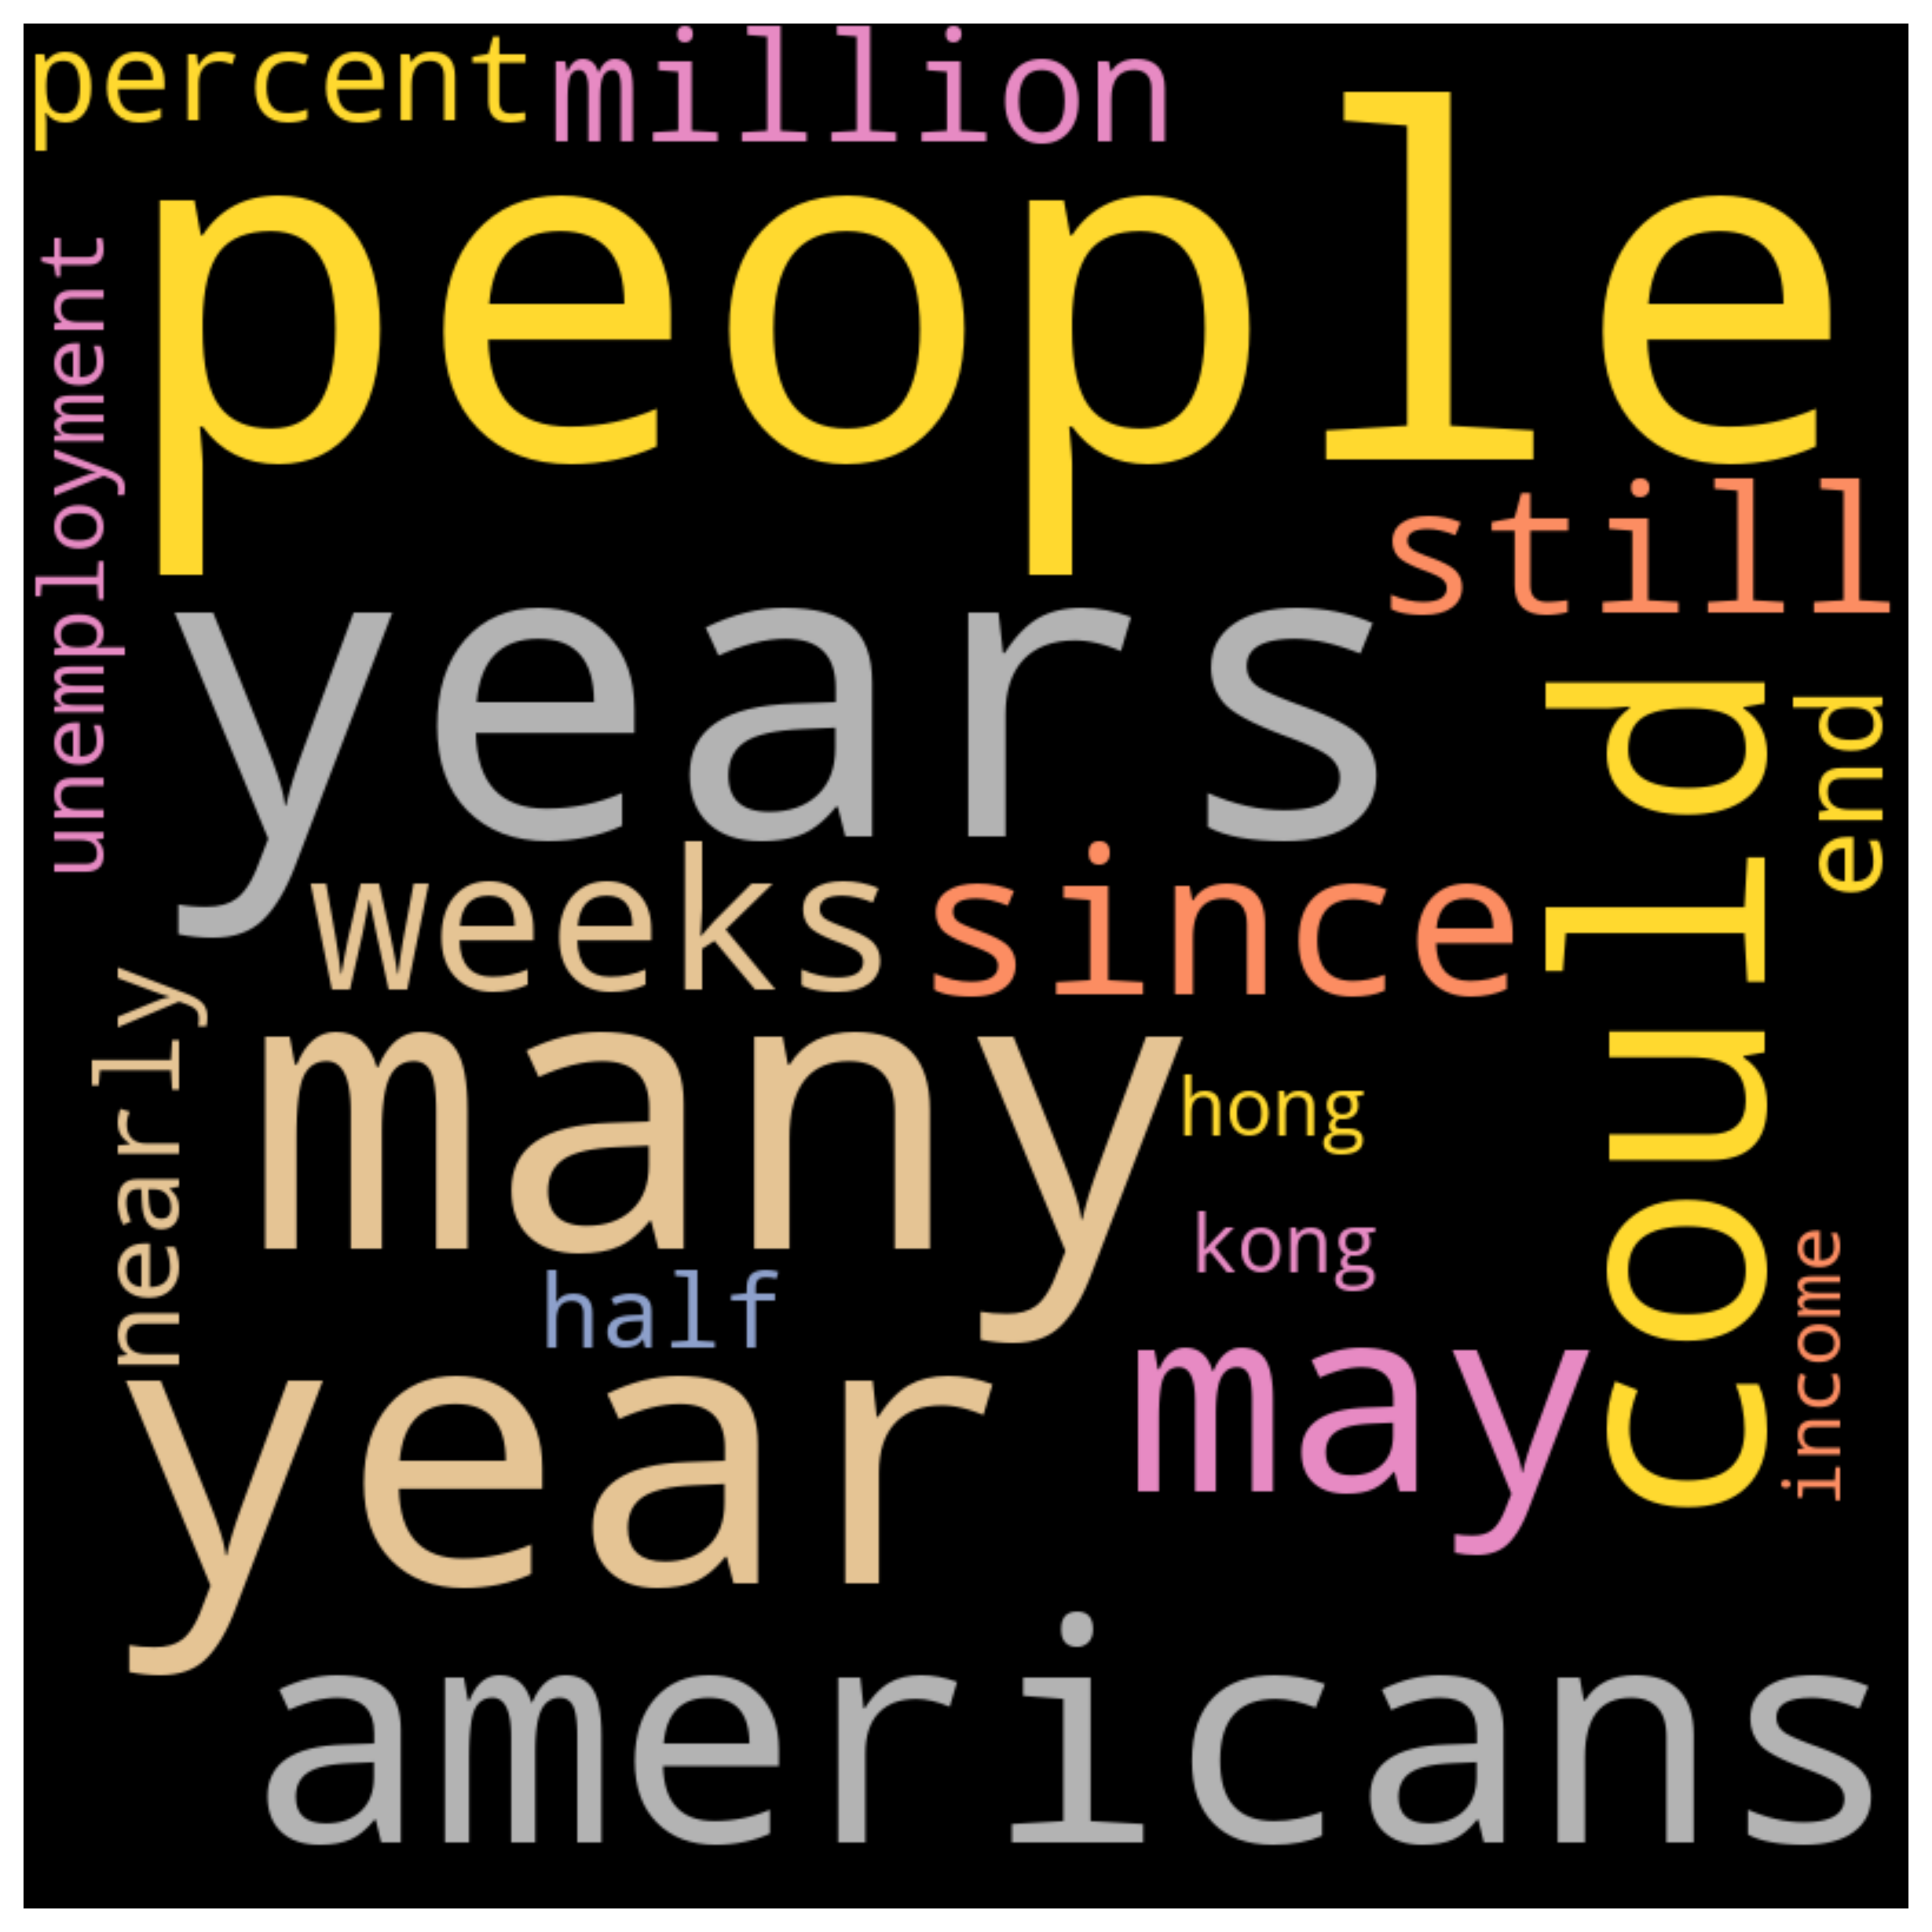 percent million
people
unemployment
still
years
could
end
weeks since
nearly
many
hong
kong
half
income
may
year
americans